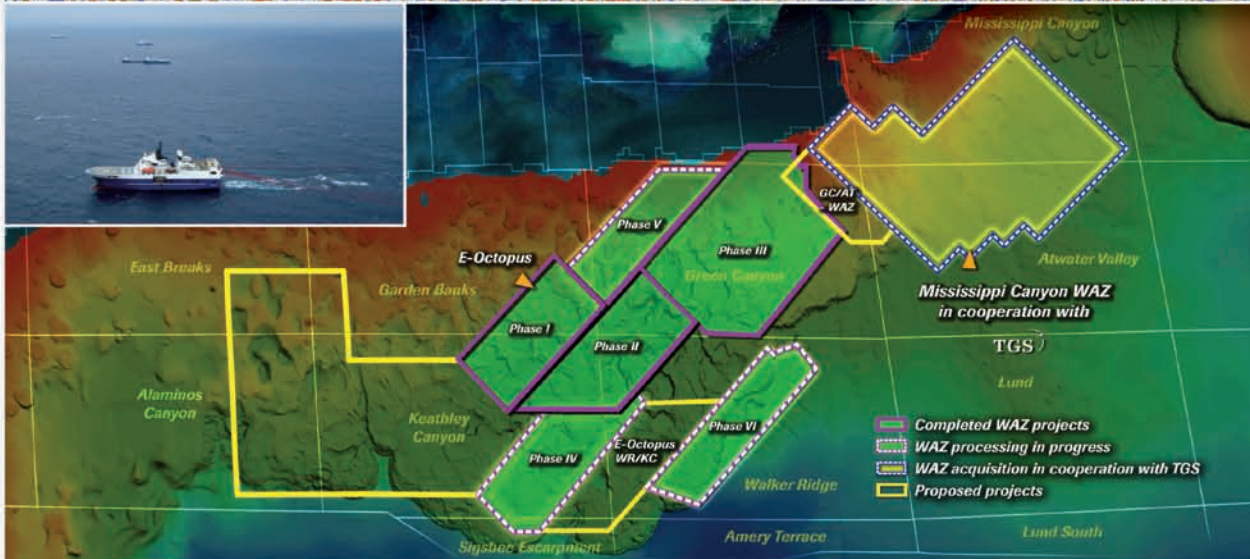 Mississippi Canyon
Phase V
GC/AT
- WAZ
Phase III
East Breaks
E-Octopus
Garden Banks
Green Canyon
Atwater Valley
Mississippi Canyon WAZ
in cooperation with
TGS
Phase I
Phase II
Lund
Alaminos
Canyon
Keathley
Canyon
Phase VI
Phase IV
E-Octopus
WR/KC
Completed WAZ projects
WAZ processing in progress
WAZ acquisition in cooperation with TGS
Proposed projects
Walker Ridge
Sigsbee Escarpment
Amery Terrace
Lund South